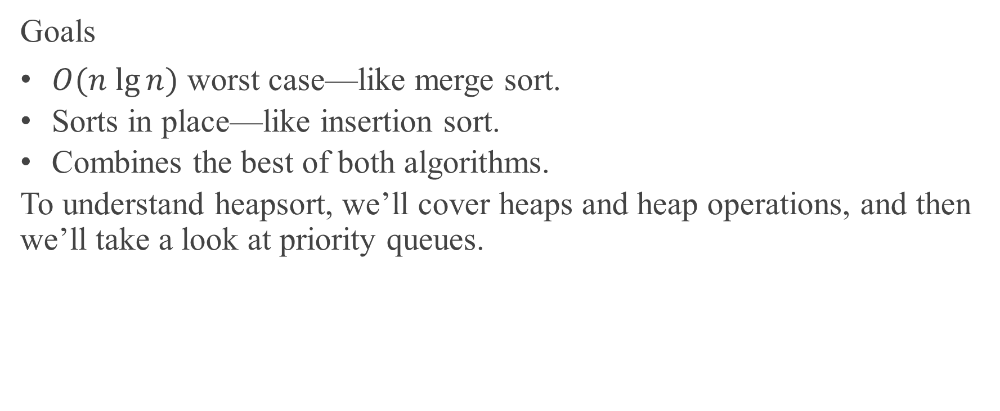 Goals
• O(n lg n) worst case—like merge sort.
• Sorts in place—like insertion sort.
• Combines the best of both algorithms.
To understand heapsort, we’ll cover heaps and heap operations, and then
we’ll take a look at priority queues.